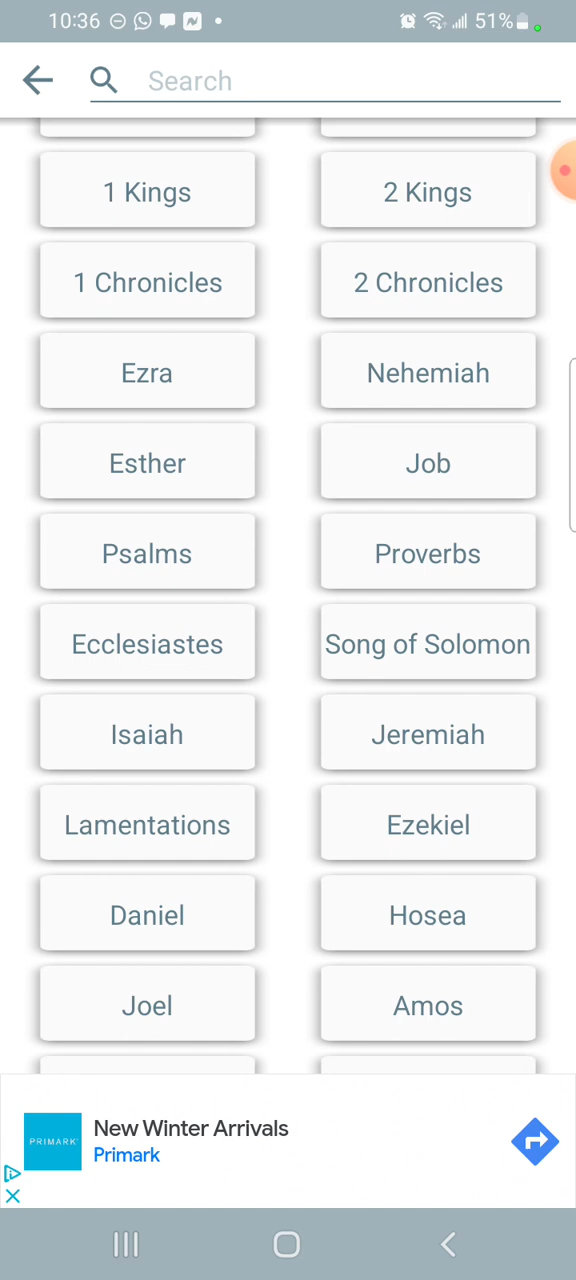 10:36
51%
Search
1 Kings
2 Kings
1 Chronicles
2 Chronicles
Ezra
Nehemiah
Esther
Job
Psalms
Proverbs
Ecclesiastes
Song of Solomon
Isaiah
Jeremiah
Lamentations
Ezekiel
Daniel
Hosea
Joel
Amos
PRIMARK
New Winter Arrivals
Primark